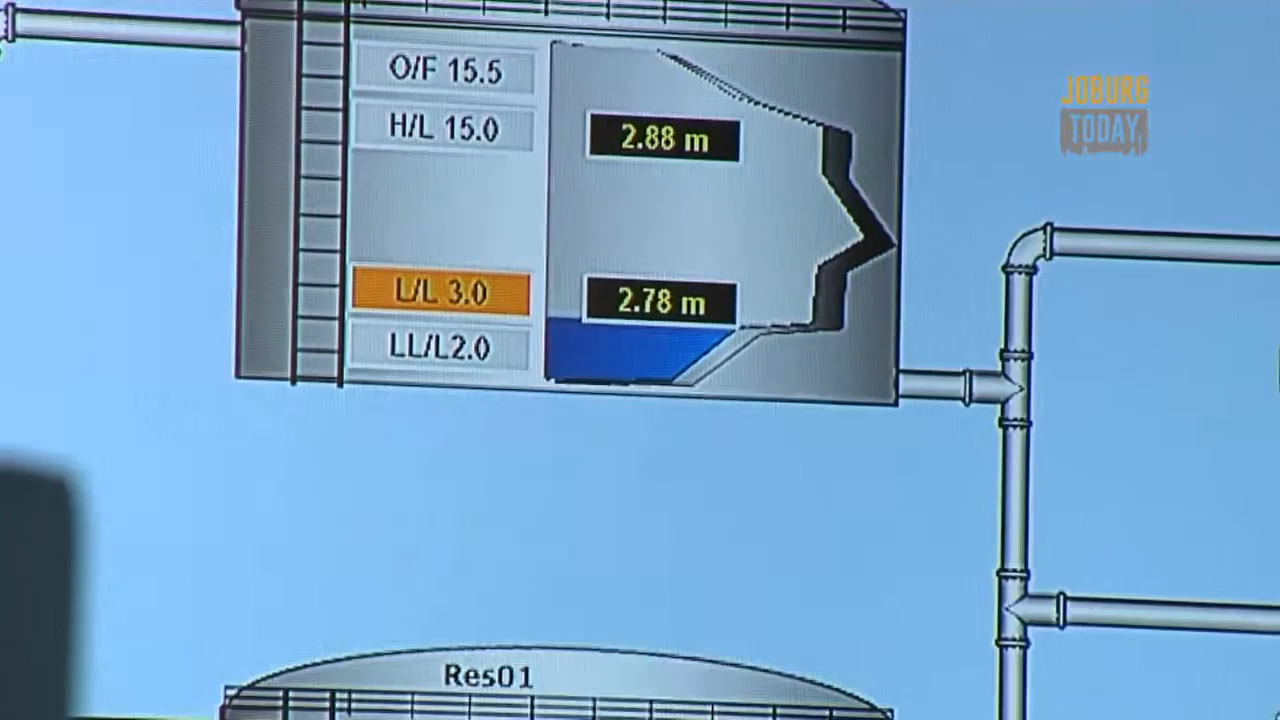 O/F 15.5
H/L 15.0
2.88 m
L/L 3.0
2.78 m
LL/L2.0
Res01
JOBURG
TODAY